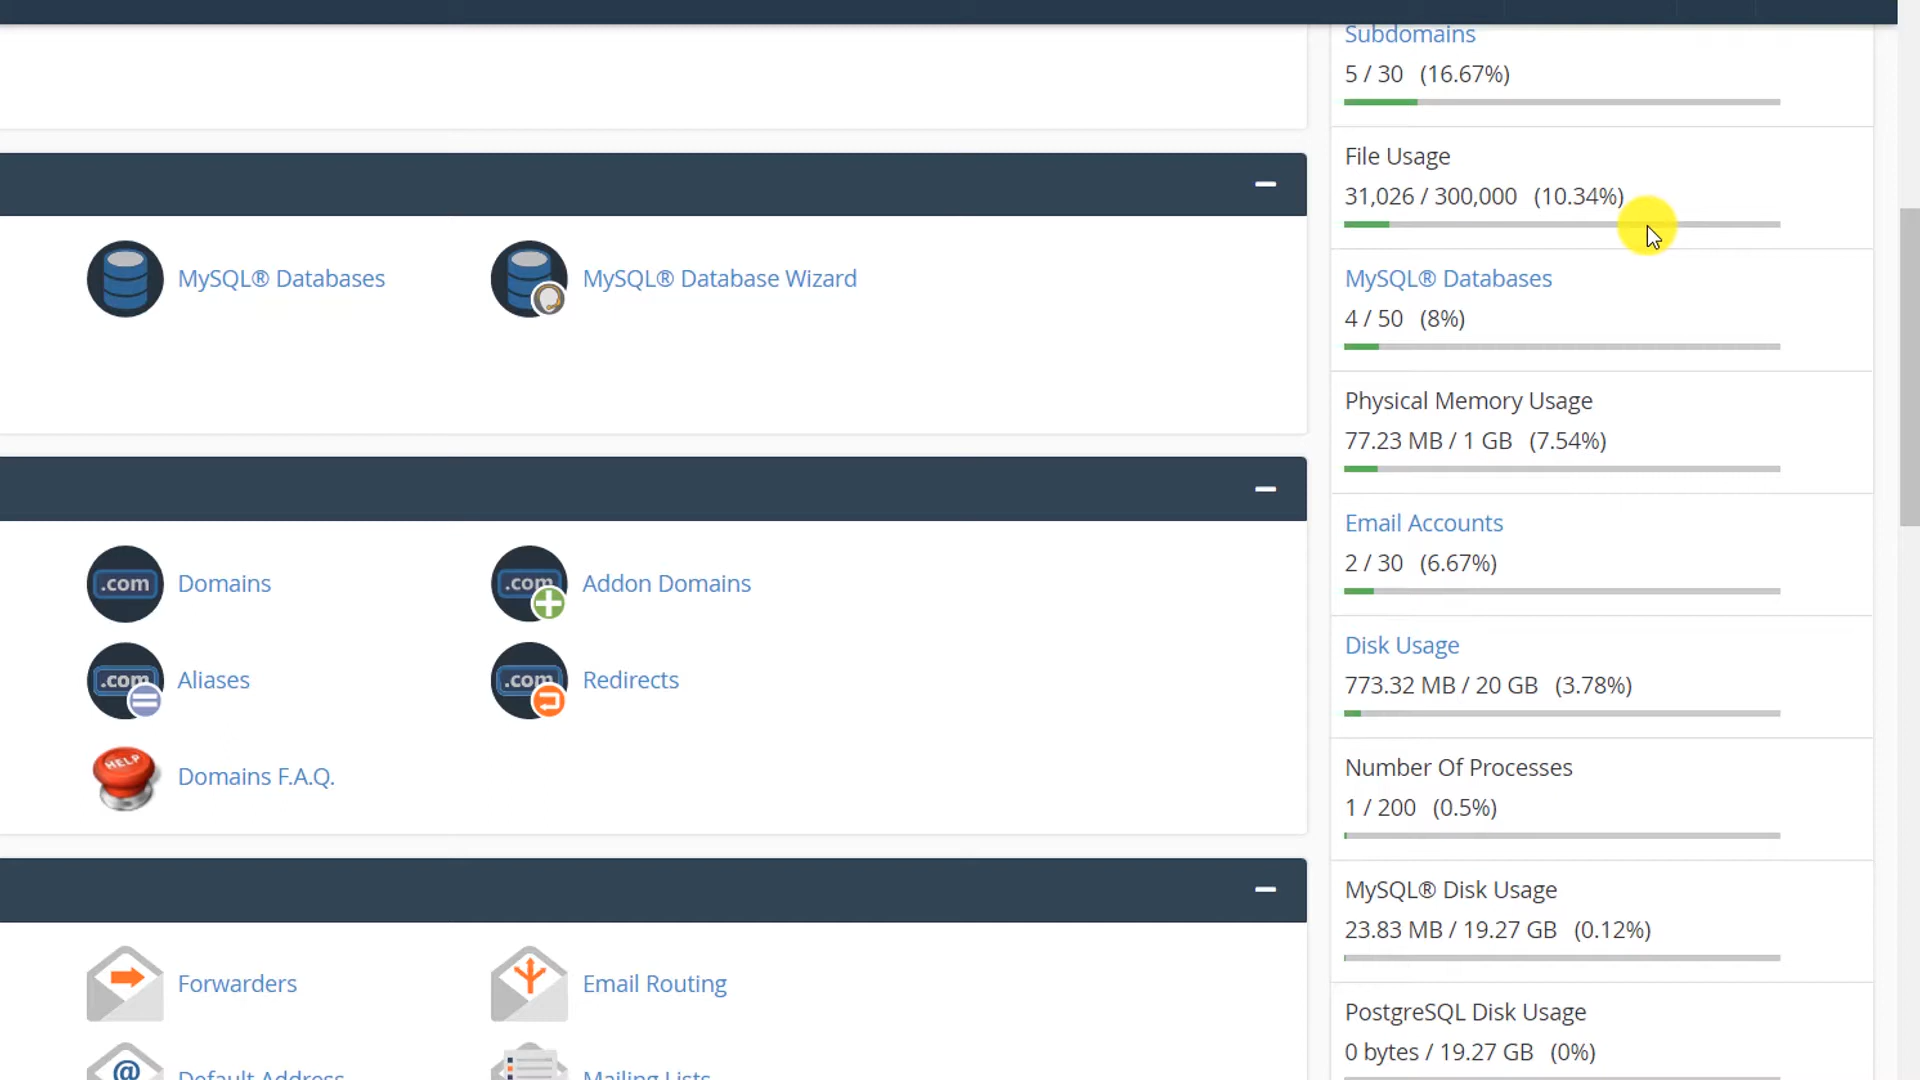 Subdomains
5 / 30 (16.67%)
File Usage
31,026 / 300,000 (10.34%)
MySQL® Databases
MySQL® Database Wizard
MySQL® Databases
4 / 50 (8%)
Physical Memory Usage
77.23 MB / 1 GB (7.54%)
Email Accounts
2 / 30 (6.67%)
.com Domains
.com Addon Domains
Disk Usage
773.32 MB / 20 GB (3.78%)
.com Aliases
.com Redirects
HELP Domains F.A.Q.
Number Of Processes
1 / 200 (0.5%)
MySQL® Disk Usage
23.83 MB / 19.27 GB (0.12%)
Forwarders
Email Routing
PostgreSQL Disk Usage
0 bytes / 19.27 GB (0%)
@ Default Address
Mailing Lists